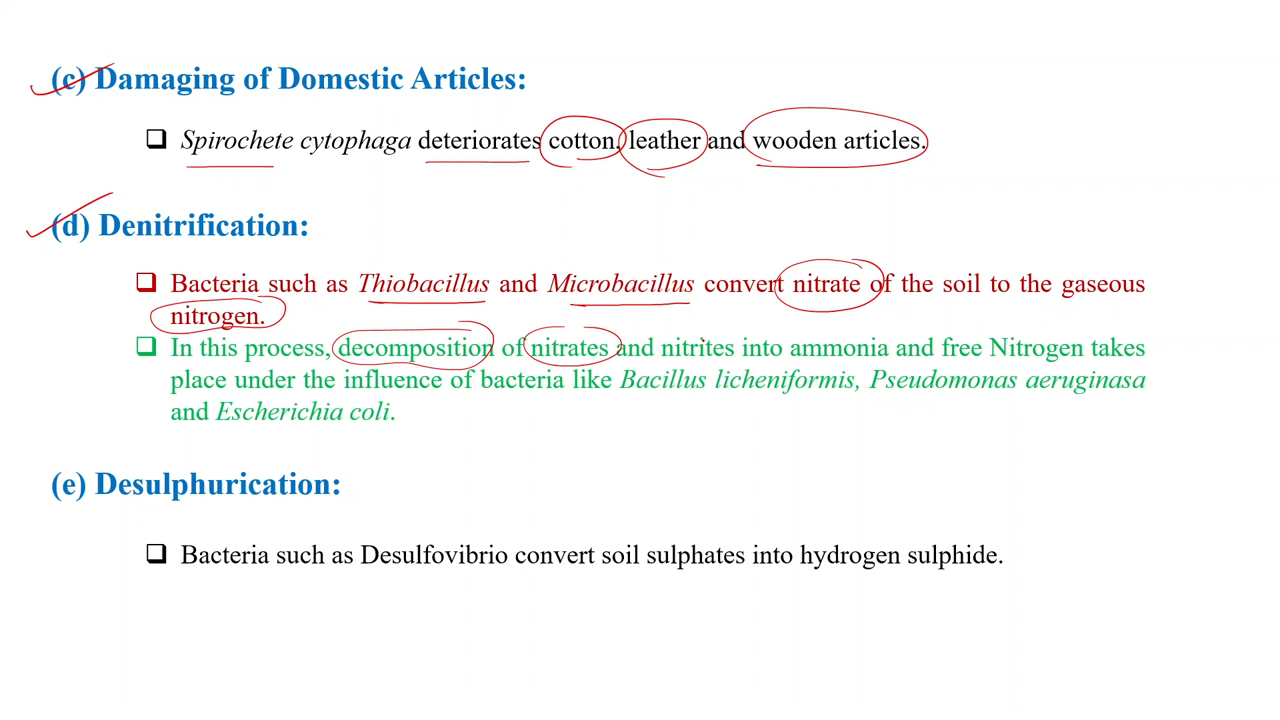 (c) Damaging of Domestic Articles:
❑ Spirochete cytophaga deteriorates cotton, leather and wooden articles.
(d) Denitrification:
❑ Bacteria such as Thiobacillus and Microbacillus convert nitrate of the soil to the gaseous
nitrogen.
❑ In this process, decomposition of nitrates and nitrites into ammonia and free Nitrogen takes
place under the influence of bacteria like Bacillus licheniformis, Pseudomonas aeruginasa
and Escherichia coli.
(e) Desulphurication:
❑ Bacteria such as Desulfovibrio convert soil sulphates into hydrogen sulphide.